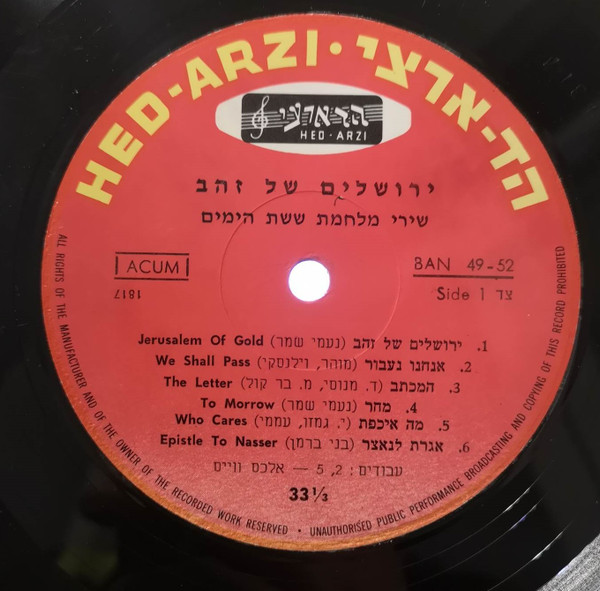 HED-ARZI · הד-ארצי
הד ארצי
HED-ARZI
ירושלים של זהב
שירי מלחמת ששת הימים
ACUM
BAN 49-52
1817
Side 1 צד
1. ירושלים של זהב (נעמי שמר) Jerusalem Of Gold
2. אנחנו נעבור (מוהר, וילנסקי) We Shall Pass
3. המכתב (ד. מנוסי, מ. בר קול) The Letter
4. מחר (נעמי שמר) To Morrow
5. מה איכפת (י. גמזו, עממי) Who Cares
6. אגרת לנאצר (בני ברמן) Epistle To Nasser
עבודים: 2, 5 — אלכס ווייס
33⅓
ALL RIGHTS OF THE MANUFACTURER AND OF THE OWNER OF THE RECORDED WORK RESERVED • UNAUTHORISED PUBLIC PERFORMANCE BROADCASTING AND COPYING OF THIS RECORD PROHIBITED